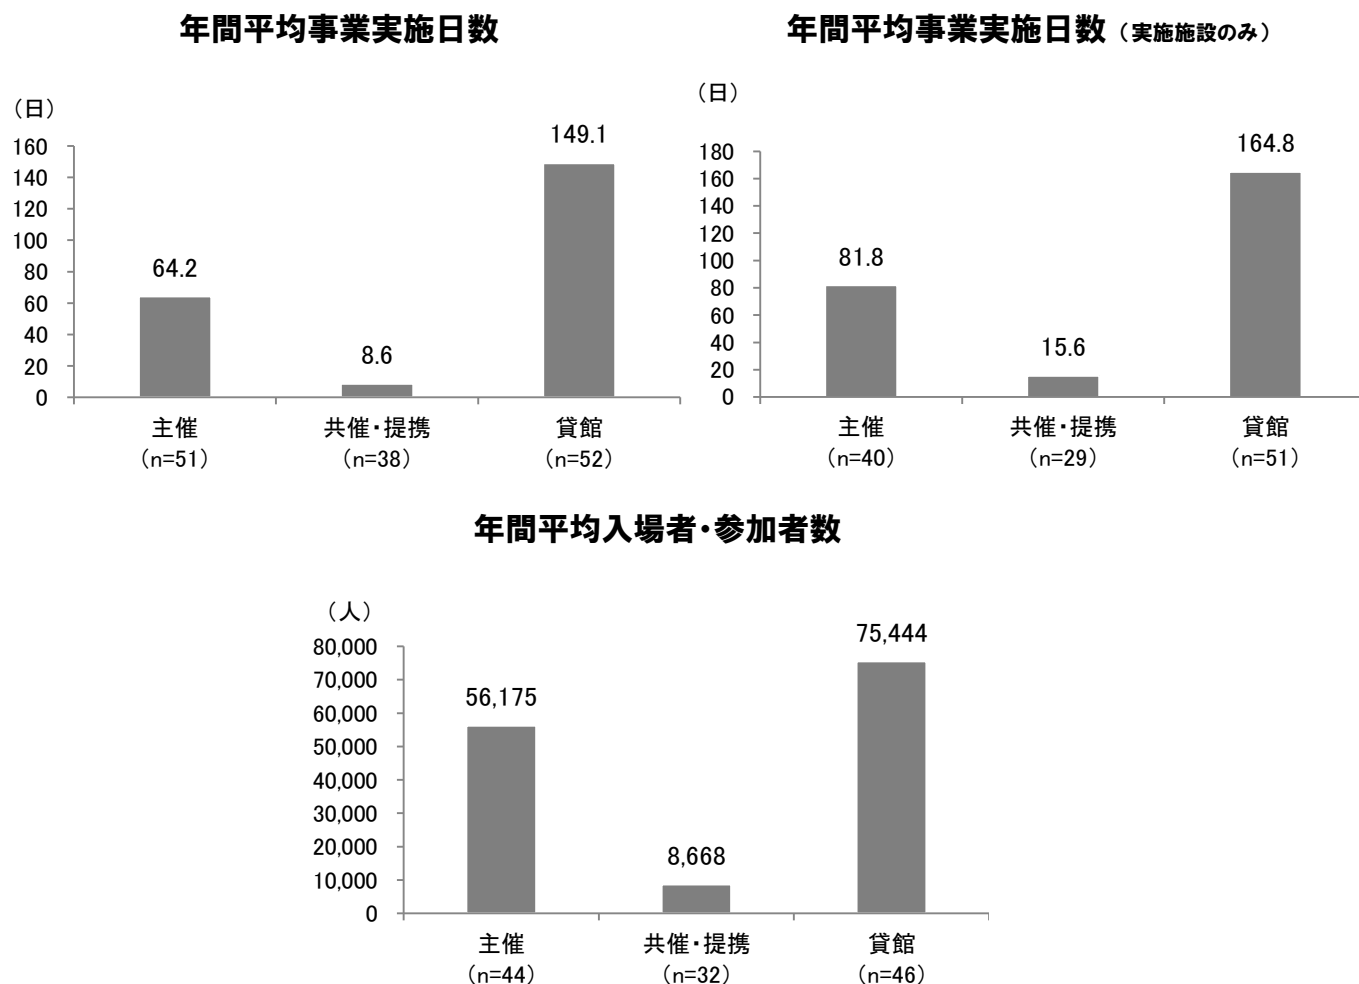 年間平均事業実施日数
(日)
160
140
120
100
80
60
40
20
0
64.2
8.6
149.1
主催
(n=51)
共催・提携
(n=38)
貸館
(n=52)
年間平均事業実施日数(実施施設のみ)
(日)
180
160
140
120
100
80
60
40
20
0
81.8
15.6
164.8
主催
(n=40)
共催・提携
(n=29)
貸館
(n=51)
年間平均入場者・参加者数
(人)
80,000
70,000
60,000
50,000
40,000
30,000
20,000
10,000
0
56,175
8,668
75,444
主催
(n=44)
共催・提携
(n=32)
貸館
(n=46)